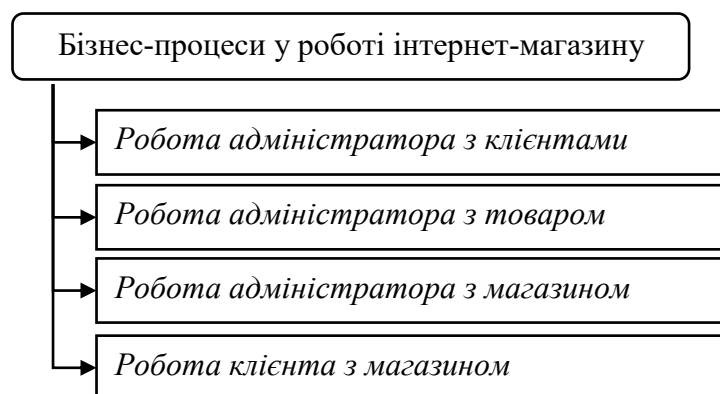 Бізнес-процеси у роботі інтернет-магазину
Робота адміністратора з клієнтами
Робота адміністратора з товаром
Робота адміністратора з магазином
Робота клієнта з магазином